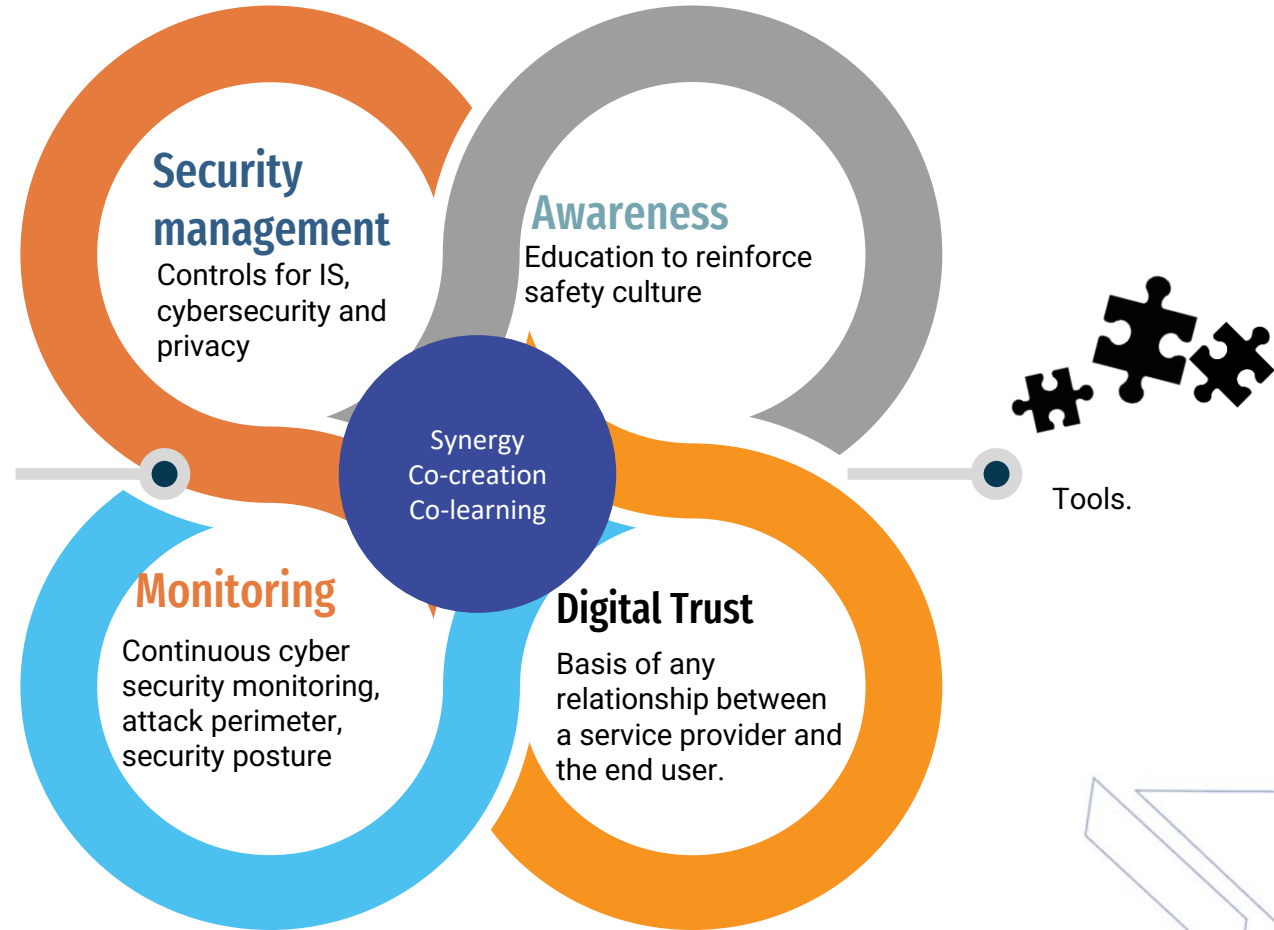 Security
management
Controls for IS,
cybersecurity and
privacy
Awareness
Education to reinforce
safety culture
Synergy
Co-creation
Co-learning
Tools.
Monitoring
Continuous cyber
security monitoring,
attack perimeter,
security posture
Digital Trust
Basis of any
relationship between
a service provider and
the end user.